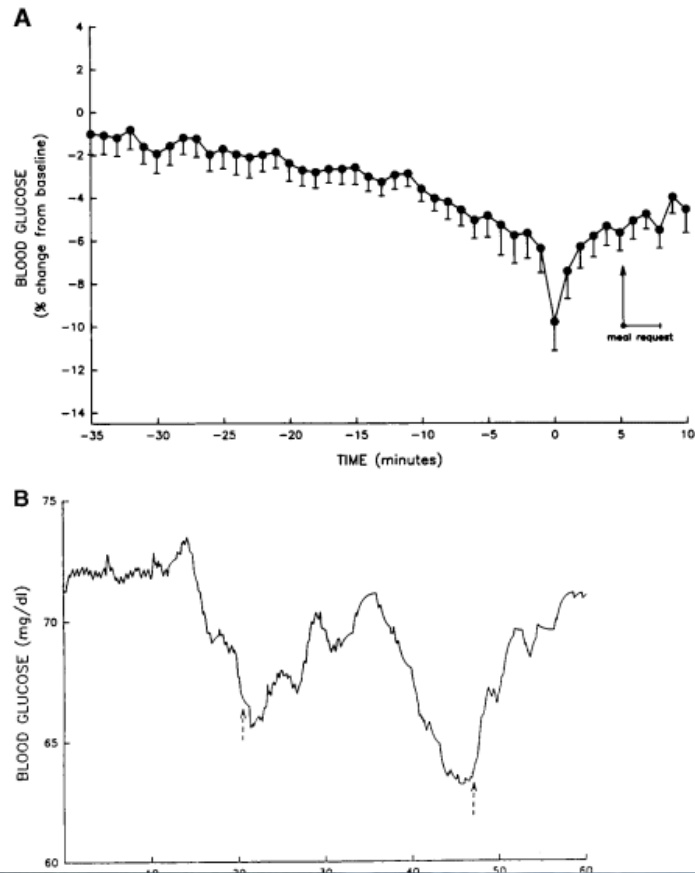 A
BLOOD GLUCOSE
(% change from baseline)
4
2
0
−2
−4
−6
−8
−10
−12
−14
meal request
−35 −30 −25 −20 −15 −10 −5 0 5 10
TIME (minutes)
B
BLOOD GLUCOSE (mg/dl)
75
70
65
60
10 20 30 40 50 60